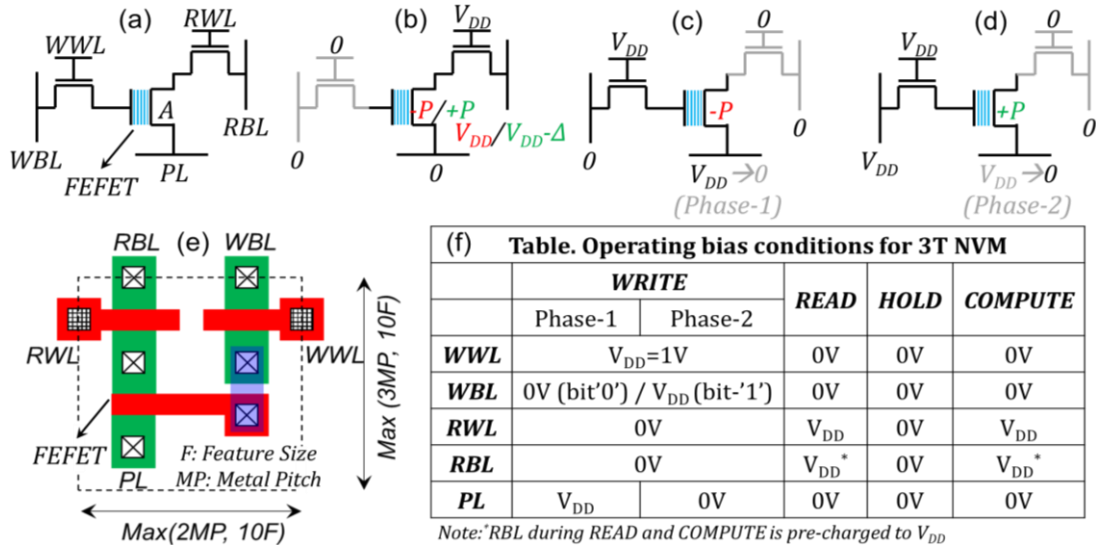 (a)
RWL
WWL
A
WBL
RBL
PL
FEFET
(b)
V_DD
0
-P/+P
V_DD/V_DD-Δ
0
0
(c)
0
V_DD
-P
0
0
V_DD→0
(Phase-1)
(d)
0
V_DD
+P
0
V_DD
V_DD→0
(Phase-2)
(e)
RBL
WBL
RWL
WWL
FEFET
PL
F: Feature Size
MP: Metal Pitch
Max (3MP, 10F)
Max(2MP, 10F)
(f)
Table. Operating bias conditions for 3T NVM
WRITE READ HOLD COMPUTE
Phase-1 Phase-2
WWL V_DD=1V 0V 0V 0V
WBL 0V (bit'0') / V_DD (bit-'1') 0V 0V 0V
RWL 0V V_DD 0V V_DD
RBL 0V V_DD* 0V V_DD*
PL V_DD 0V 0V 0V 0V
Note:*RBL during READ and COMPUTE is pre-charged to V_DD